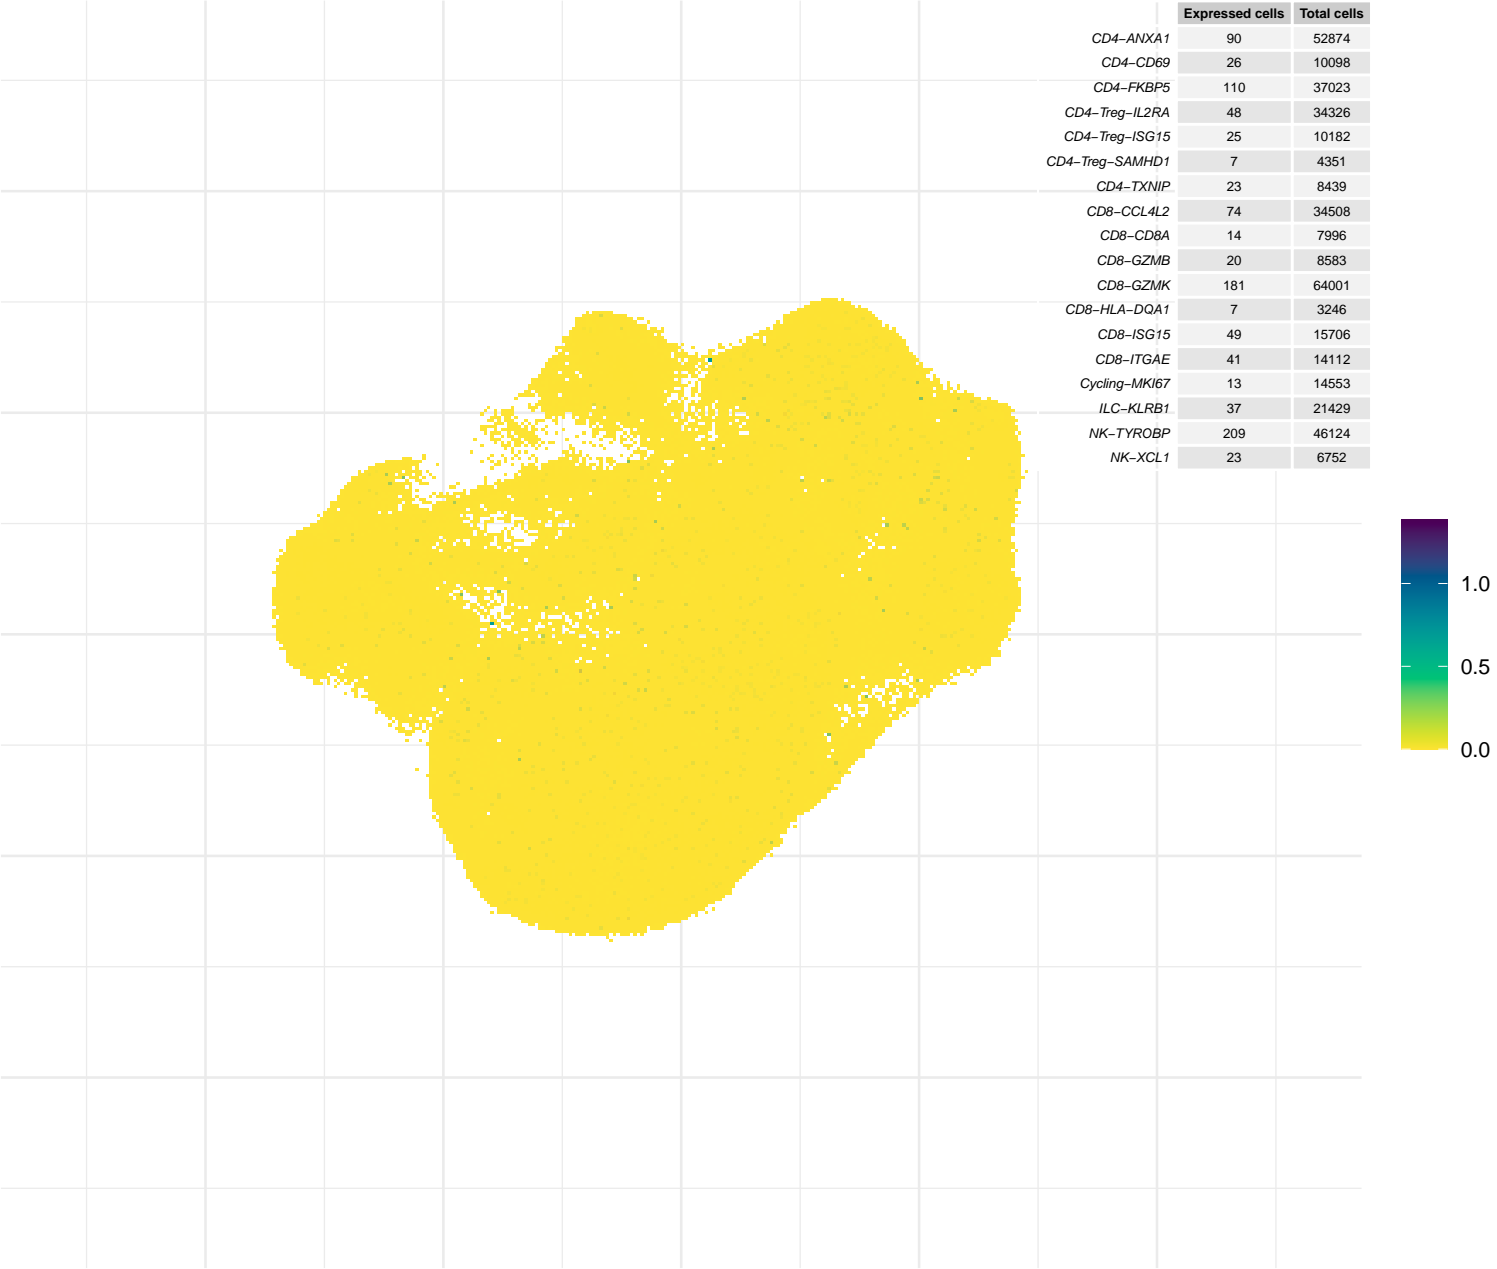 Expressed cells Total cells
CD4−ANXA1 90 52874
CD4−CD69 26 10098
CD4−FKBP5 110 37023
CD4−Treg−IL2RA 48 34326
CD4−Treg−ISG15 25 10182
CD4−Treg−SAMHD1 7 4351
CD4−TXNIP 23 8439
CD8−CCL4L2 74 34508
CD8−CD8A 14 7996
CD8−GZMB 20 8583
CD8−GZMK 181 64001
CD8−HLA−DQA1 7 3246
CD8−ISG15 49 15706
CD8−ITGAE 41 14112
Cycling−MKI67 13 14553
ILC−KLRB1 37 21429
NK−TYROBP 209 46124
NK−XCL1 23 6752
1.0
0.5
0.0